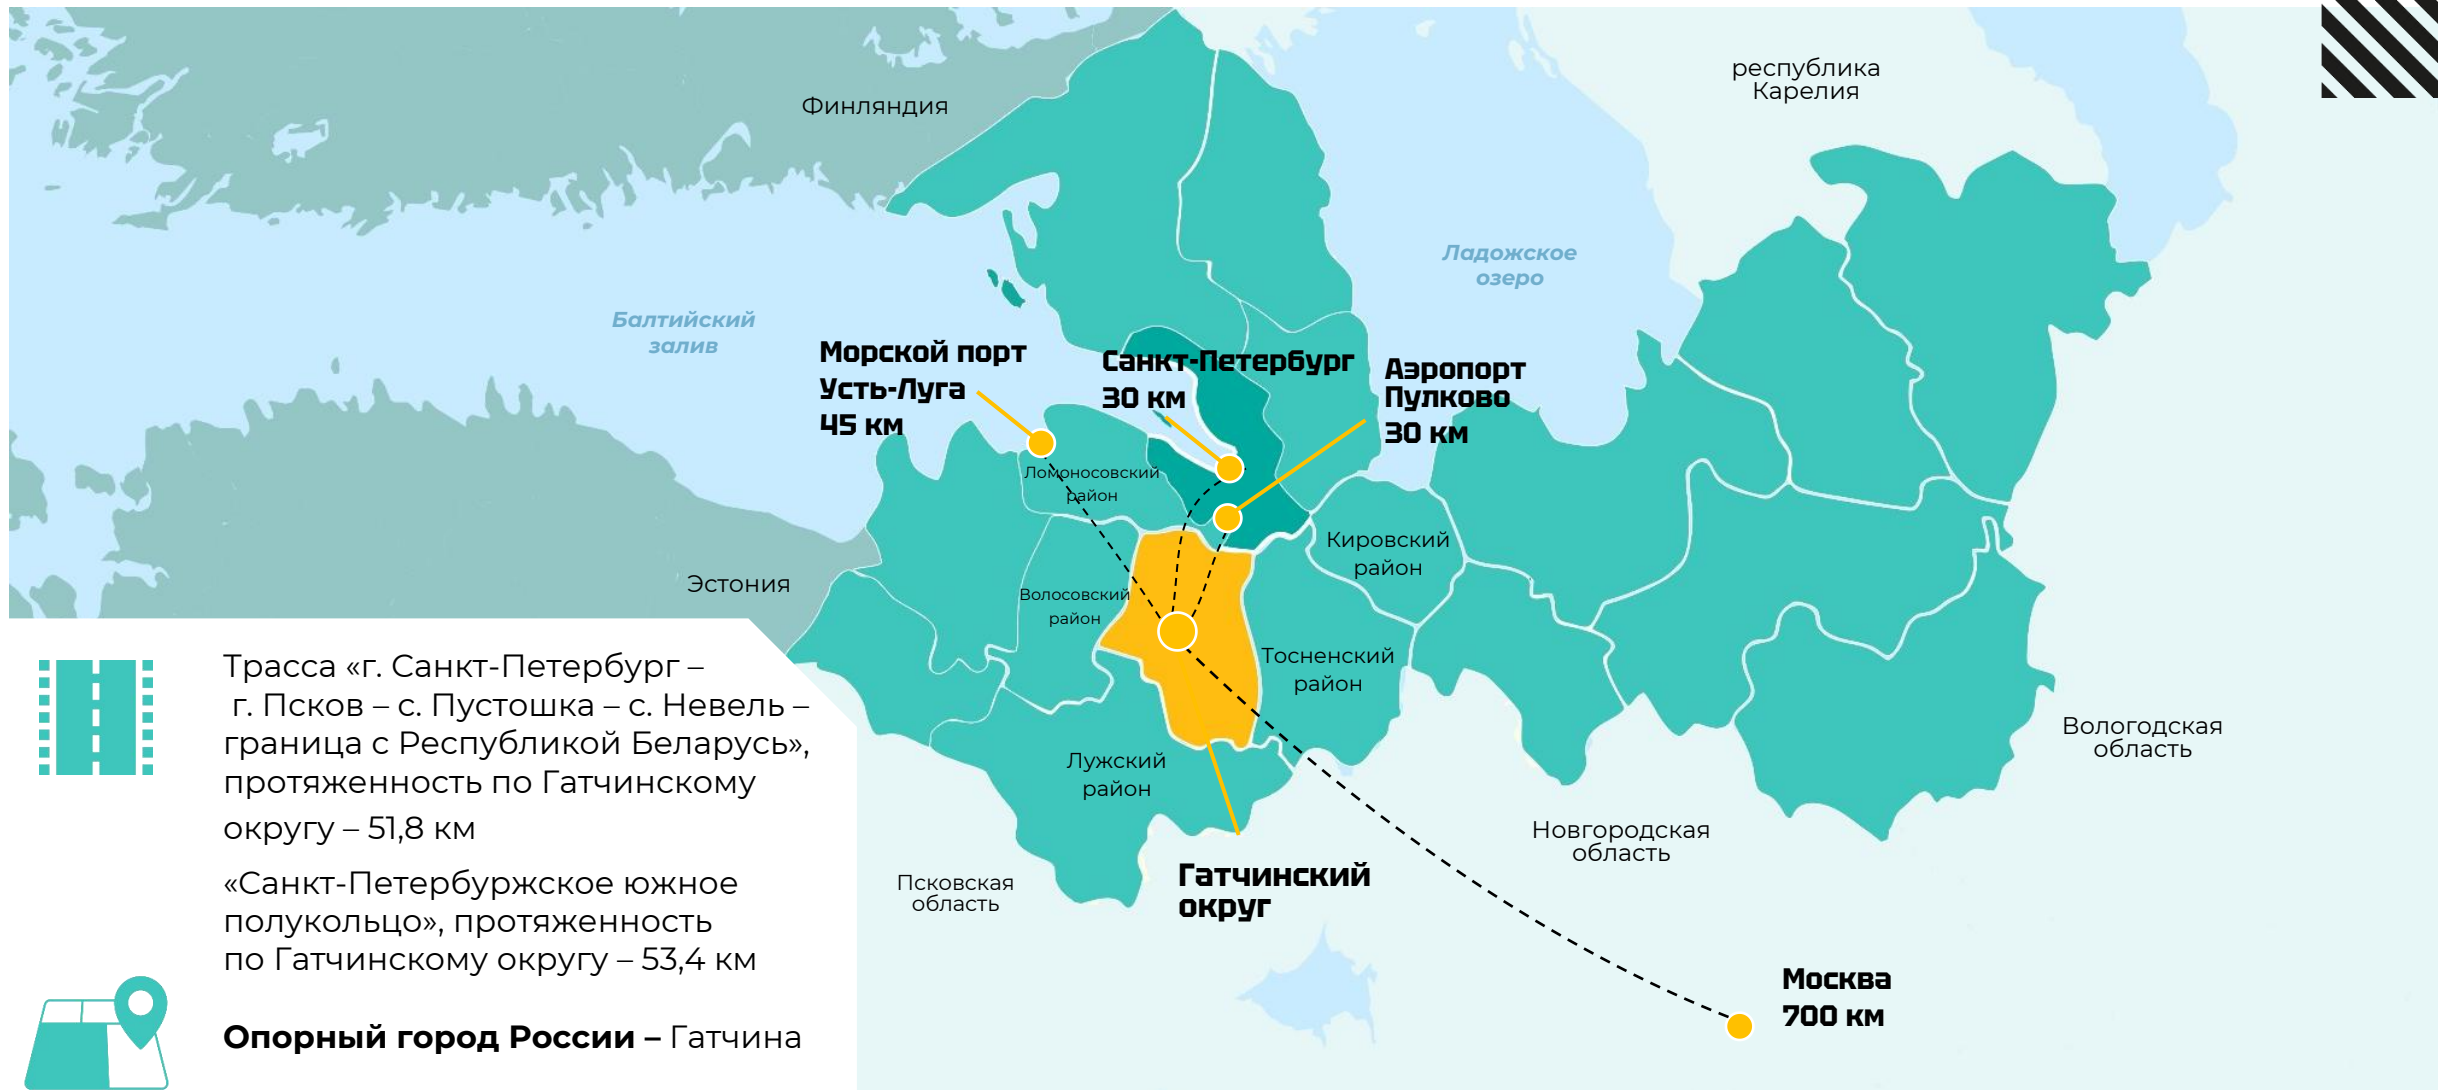 Финляндия
республика
Карелия
Ладожское
озеро
Балтийский
залив
Морской порт
Усть-Луга
45 км
Санкт-Петербург
30 км
Аэропорт
Пулково
30 км
Ломоносовский
район
Кировский
район
Эстония
Волосовский
район
Тосненский
район
Лужский
район
Вологодская
область
Новгородская
область
Псковская
область
Гатчинский
округ
Москва
700 км
Трасса «г. Санкт-Петербург –
г. Псков – с. Пустошка – с. Невель –
граница с Республикой Беларусь»,
протяженность по Гатчинскому
округу – 51,8 км
«Санкт-Петербуржское южное
полукольцо», протяженность
по Гатчинскому округу – 53,4 км
Опорный город России – Гатчина